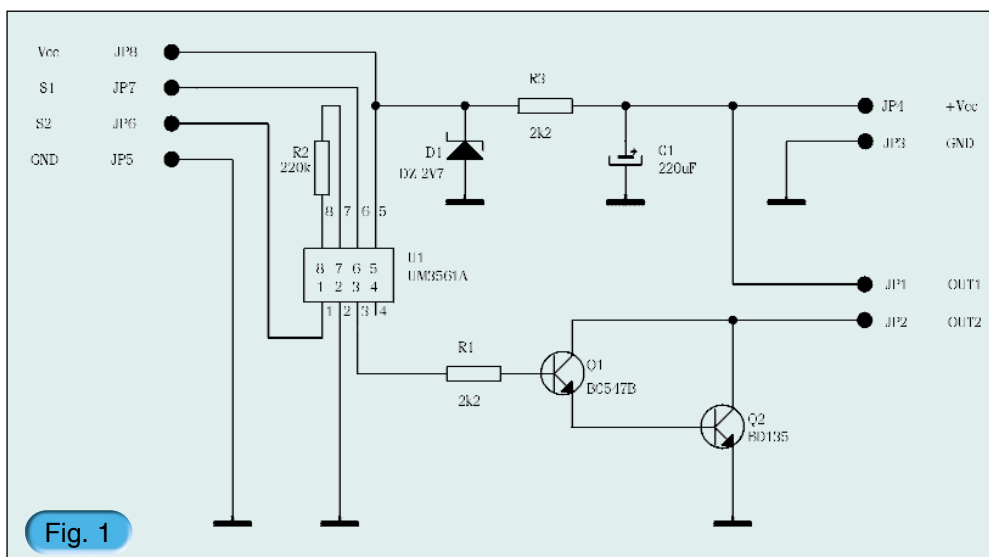 Vcc JP8
S1 JP7
S2 JP6
GND JP5
R2
220k
8 7 6 5
8 7 6 5
1 2 3 4
1 2 3 4
U1
UM3561A
D1
DZ 2V7
R3
2k2
C1
+
220uF
JP4 +Vcc
JP3 GND
JP1 OUT1
JP2 OUT2
R1
2k2
Q1
BC547B
Q2
BD135
Fig. 1